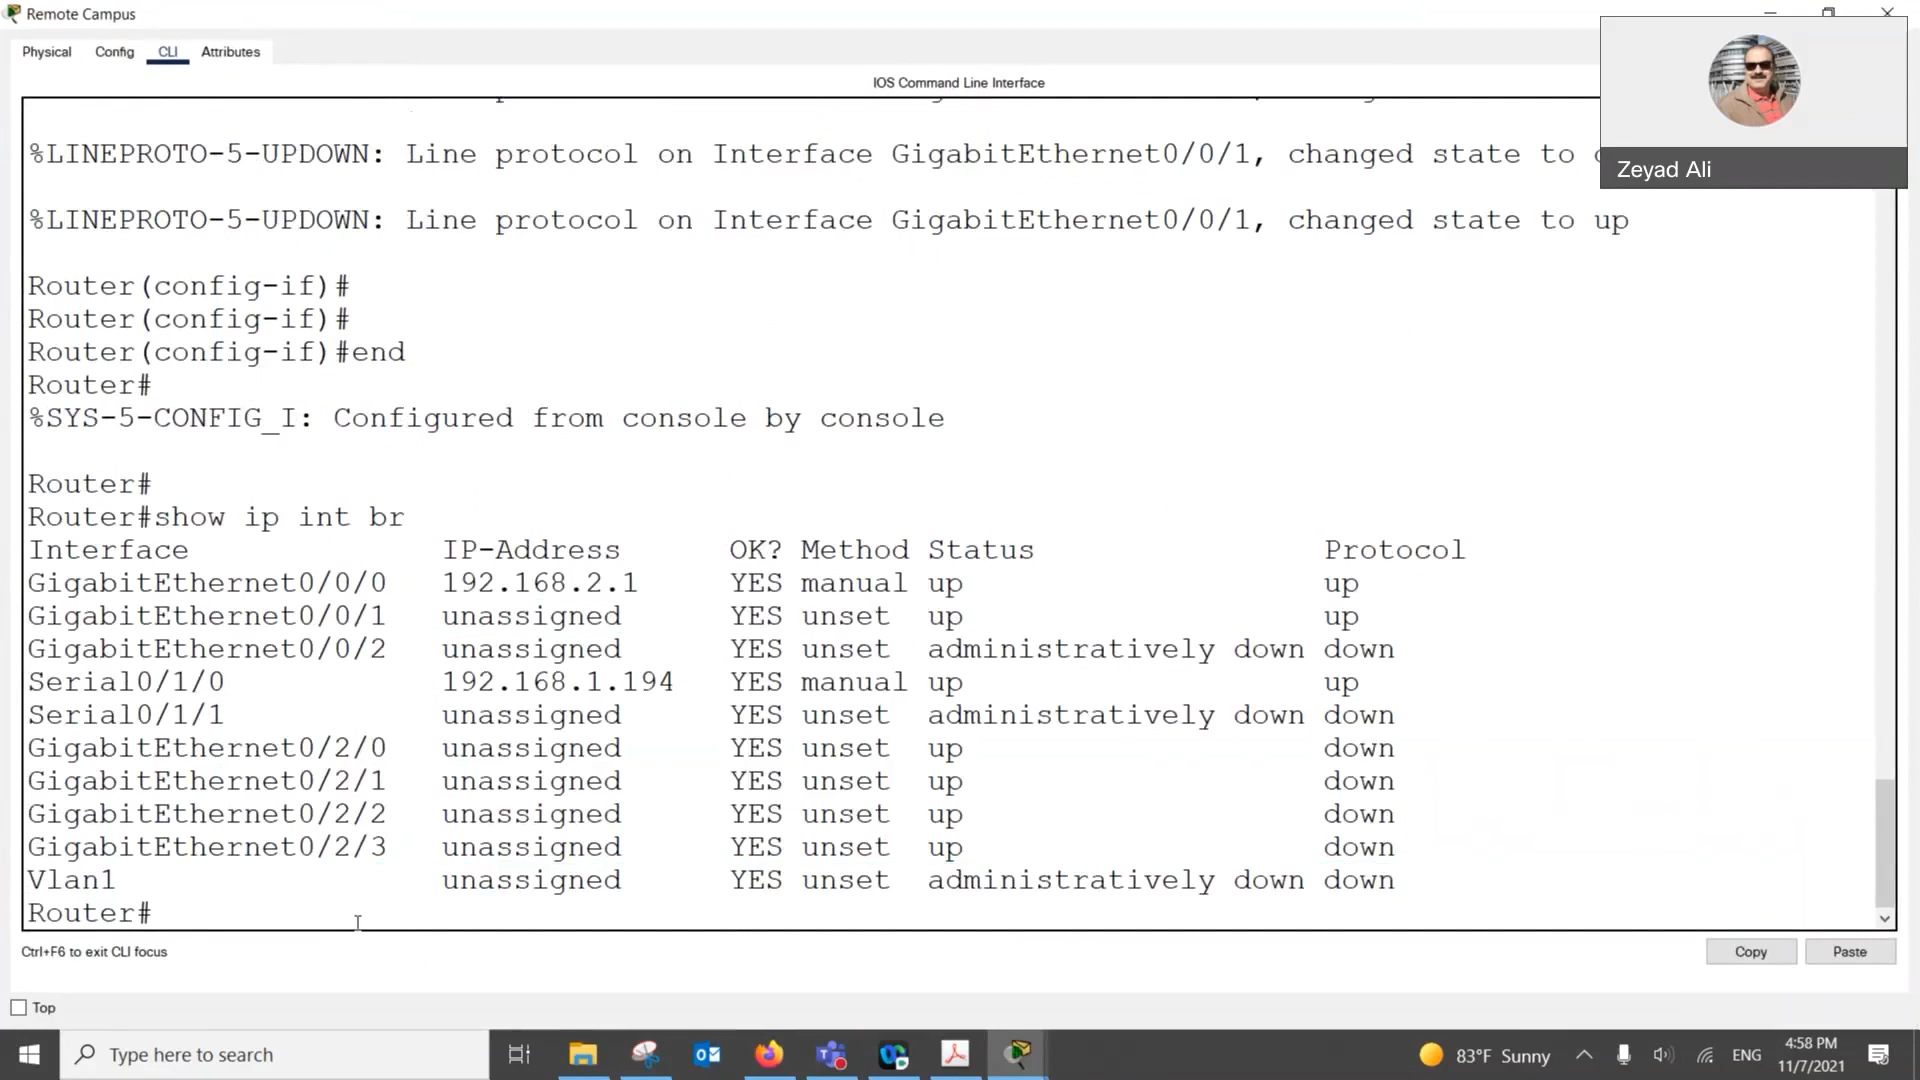 Remote Campus
Physical Config CLI Attributes
IOS Command Line Interface
%LINEPROTO-5-UPDOWN: Line protocol on Interface GigabitEthernet0/0/1, changed state to
%LINEPROTO-5-UPDOWN: Line protocol on Interface GigabitEthernet0/0/1, changed state to up
Router(config-if)#
Router(config-if)#
Router(config-if)#end
Router#
%SYS-5-CONFIG_I: Configured from console by console
Router#
Router#show ip int br
Interface IP-Address OK? Method Status Protocol
GigabitEthernet0/0/0 192.168.2.1 YES manual up up
GigabitEthernet0/0/1 unassigned YES unset up up
GigabitEthernet0/0/2 unassigned YES unset administratively down down
Serial0/1/0 192.168.1.194 YES manual up up
Serial0/1/1 unassigned YES unset administratively down down
GigabitEthernet0/2/0 unassigned YES unset up down
GigabitEthernet0/2/1 unassigned YES unset up down
GigabitEthernet0/2/2 unassigned YES unset up down
GigabitEthernet0/2/3 unassigned YES unset up down
Vlan1 unassigned YES unset administratively down down
Router#
Ctrl+F6 to exit CLI focus
Copy Paste
Top
Zeyad Ali
Type here to search
83°F Sunny
ENG
4:58 PM
11/7/2021